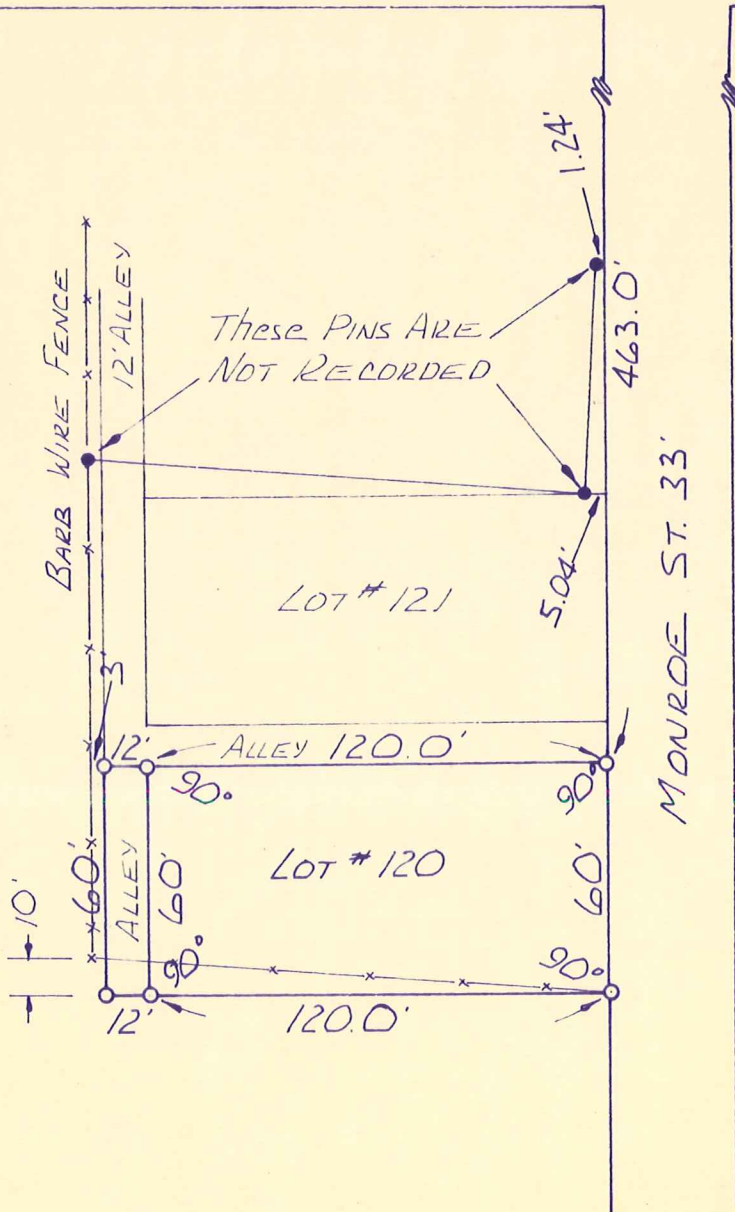 1.24'
BARB WIRE FENCE
12' ALLEY
These PINS ARE
NOT RECORDED
463.0'
MONROE ST. 33'
5.04'
LOT # 121
3'
12'
ALLEY 120.0'
90°
90°
10'
60'
ALLEY
60'
LOT # 120
60'
90°
90°
12'
120.0'